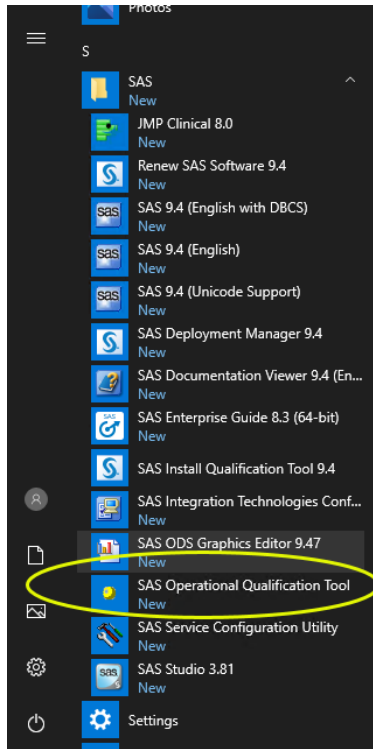 Photos
S
SAS
New
JMP Clinical 8.0
New
Renew SAS Software 9.4
New
SAS 9.4 (English with DBCS)
New
SAS 9.4 (English)
New
SAS 9.4 (Unicode Support)
New
SAS Deployment Manager 9.4
New
SAS Documentation Viewer 9.4 (En...
New
SAS Enterprise Guide 8.3 (64-bit)
New
SAS Install Qualification Tool 9.4
SAS Integration Technologies Conf...
New
SAS ODS Graphics Editor 9.47
New
SAS Operational Qualification Tool
New
SAS Service Configuration Utility
New
SAS Studio 3.81
New
Settings